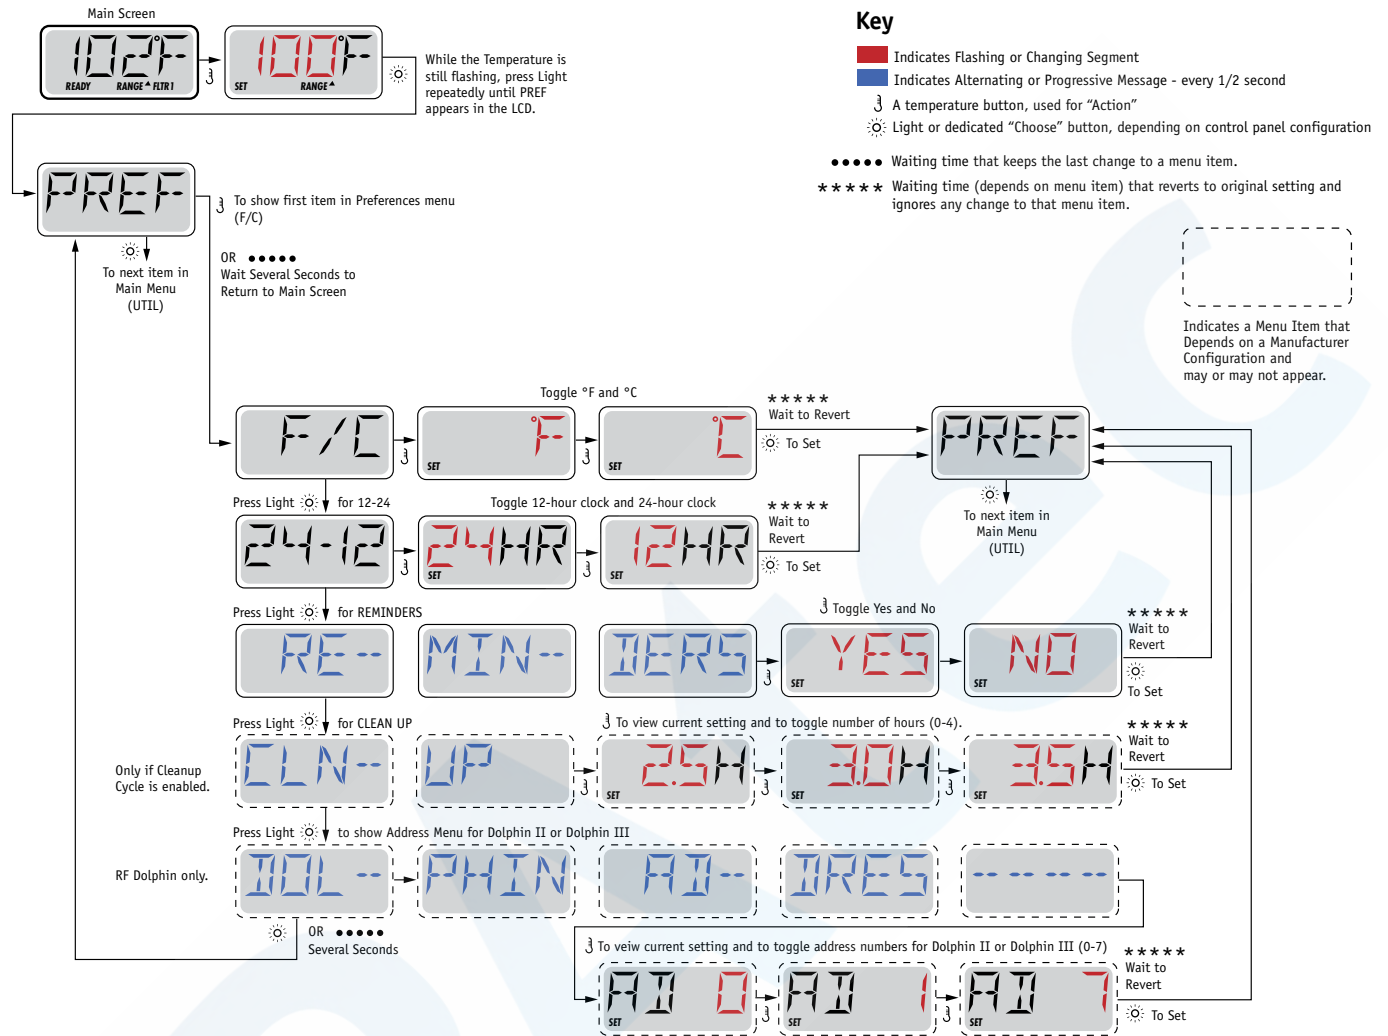 Main Screen
102°F
READY RANGE FLTR1
100°F
SET RANGE
While the Temperature is
still flashing, press Light
repeatedly until PREF
appears in the LCD.
Key
Indicates Flashing or Changing Segment
Indicates Alternating or Progressive Message - every 1/2 second
A temperature button, used for “Action”
Light or dedicated “Choose” button, depending on control panel configuration
Waiting time that keeps the last change to a menu item.
***** Waiting time (depends on menu item) that reverts to original setting and
ignores any change to that menu item.
Indicates a Menu Item that
Depends on a Manufacturer
Configuration and
may or may not appear.
PREF
To show first item in Preferences menu
(F/C)
OR •••••
Wait Several Seconds to
Return to Main Screen
To next item in
Main Menu
(UTIL)
Toggle °F and °C
F/C
°F
SET
°C
SET
*****
Wait to Revert
To Set
PREF
To next item in
Main Menu
(UTIL)
Press Light for 12-24
Toggle 12-hour clock and 24-hour clock
24-12
24HR
SET
12HR
SET
*****
Wait to
Revert
To Set
Press Light for REMINDERS
Toggle Yes and No
RE--
MIN--
DERS
YES
SET
NO
SET
*****
Wait to
Revert
To Set
Press Light for CLEAN UP
To view current setting and to toggle number of hours (0-4).
Only if Cleanup
Cycle is enabled.
CLN--
UP
2.5H
SET
3.0H
SET
3.5H
SET
*****
Wait to
Revert
To Set
Press Light to show Address Menu for Dolphin II or Dolphin III
RF Dolphin only.
DOL--
PHIN
AD--
DRES
-- -- -- --
OR •••••
Several Seconds
To veiw current setting and to toggle address numbers for Dolphin II or Dolphin III (0-7)
AD 0
SET
AD 1
SET
AD 7
SET
*****
Wait to
Revert
To Set